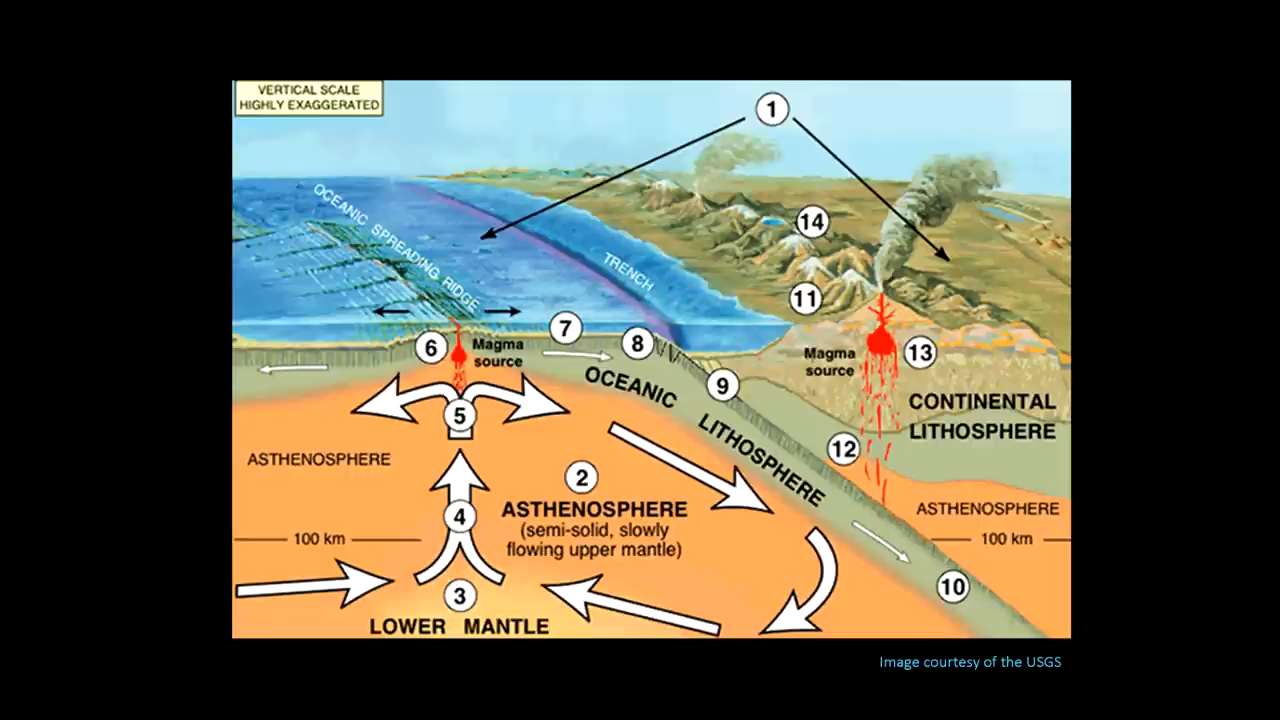 VERTICAL SCALE
HIGHLY EXAGGERATED
1
OCEANIC SPREADING RIDGE
TRENCH
14
11
7
8
6
Magma
source
13
Magma
source
9
OCEANIC LITHOSPHERE
CONTINENTAL
LITHOSPHERE
5
12
ASTHENOSPHERE
2
ASTHENOSPHERE
(semi-solid, slowly
flowing upper mantle)
4
ASTHENOSPHERE
100 km
100 km
10
3
LOWER MANTLE
Image courtesy of the USGS